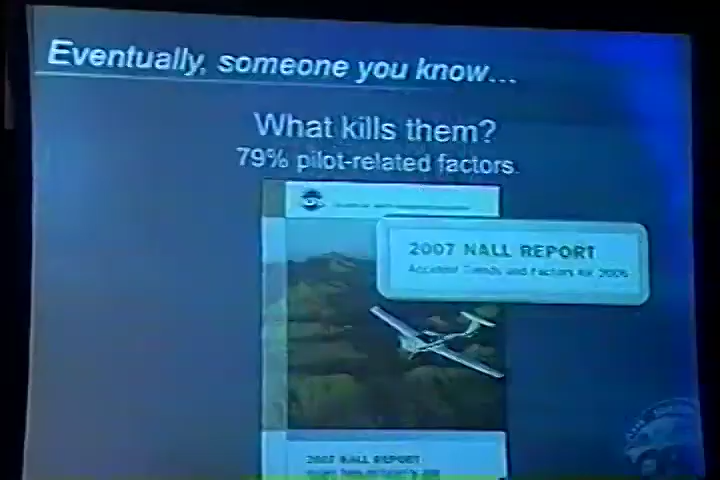 Eventually, someone you know...
What kills them?
79% pilot-related factors.
2007 NALL REPORT
Accident Trends and Factors for 2006
2007 NALL REPORT